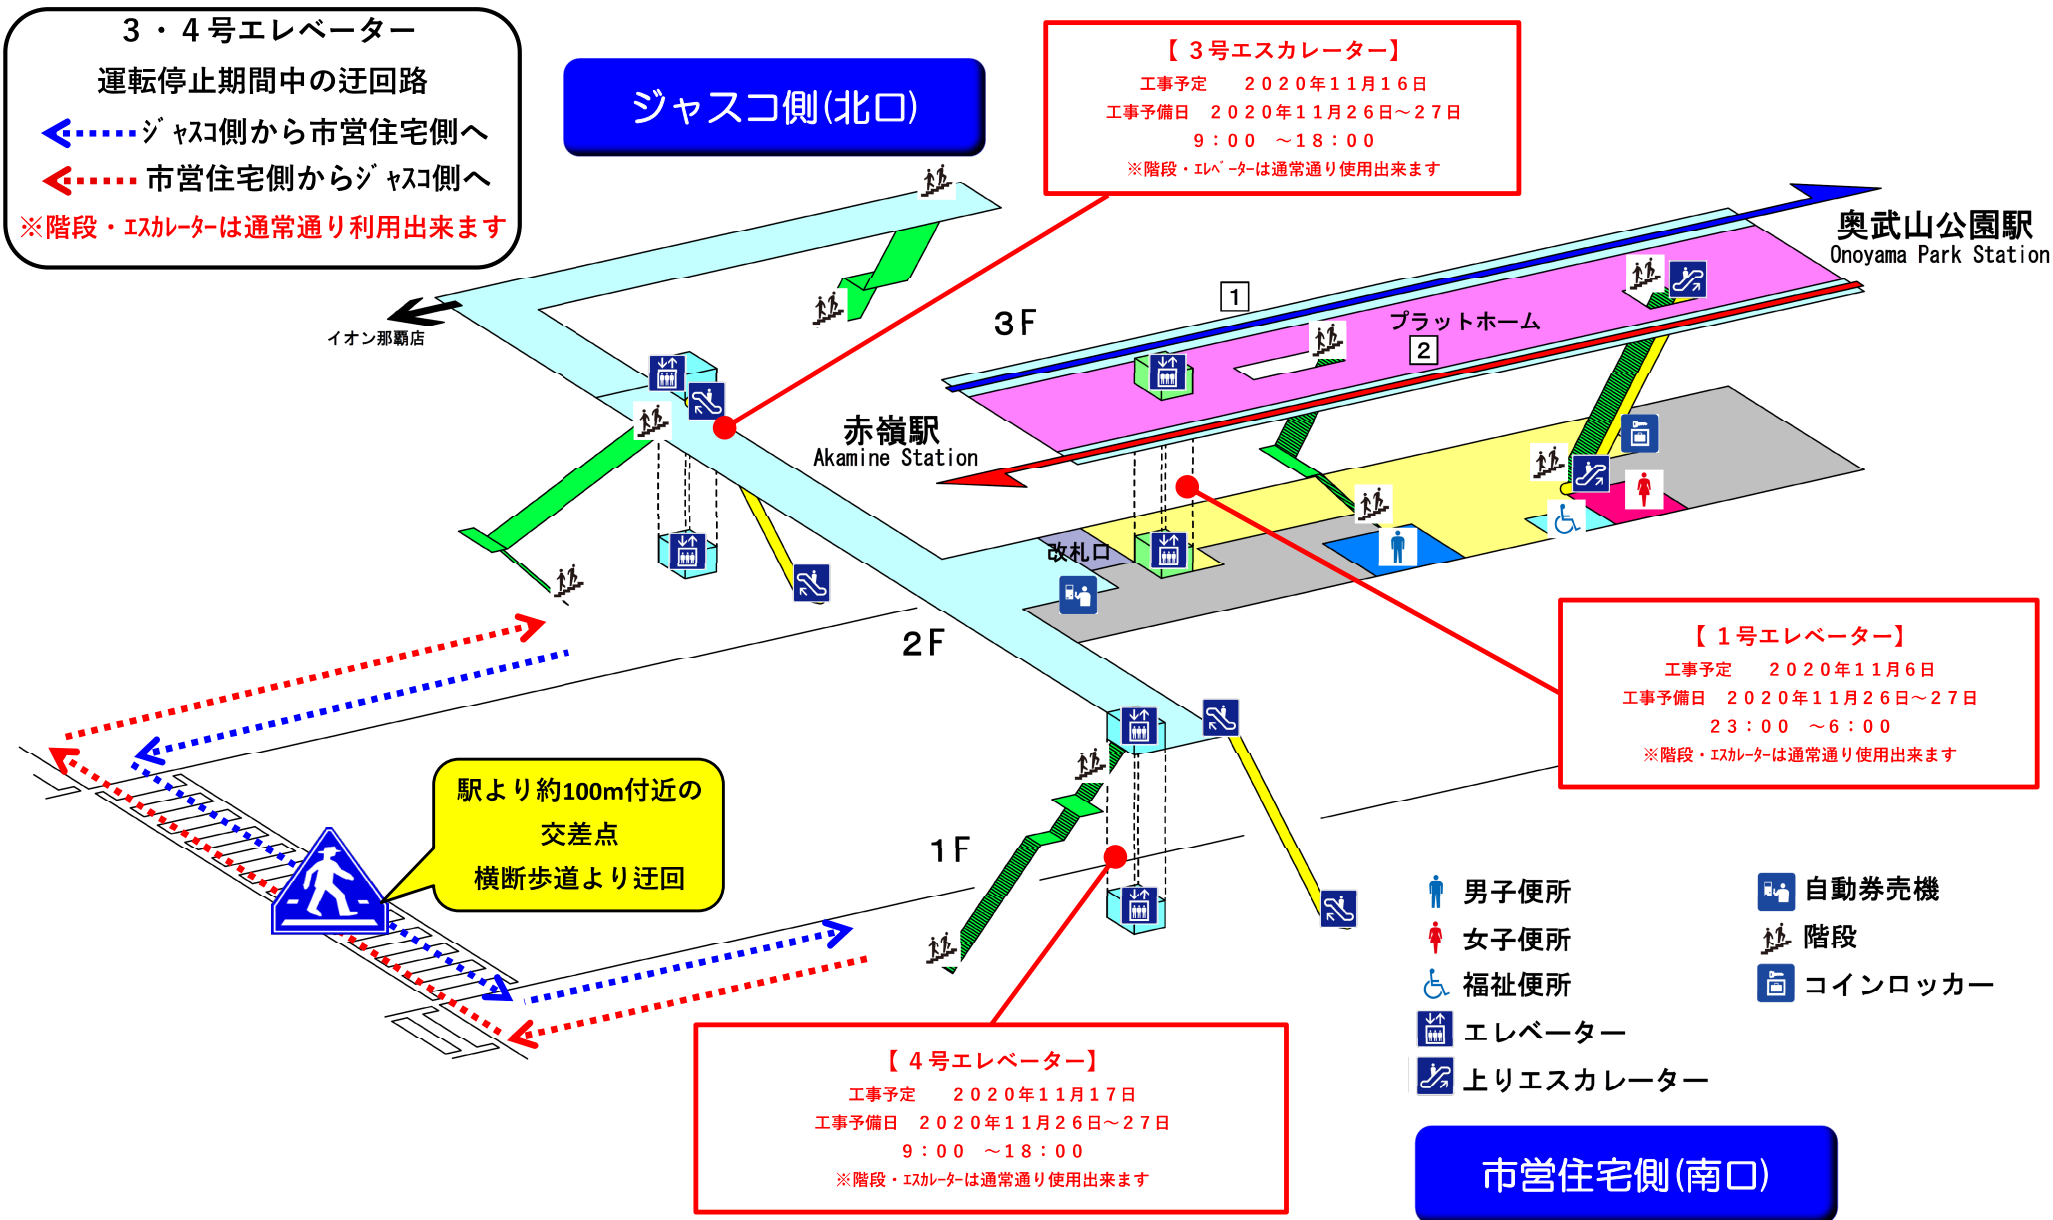 ３・４号エレベーター
運転停止期間中の迂回路
ｼﾞｬｽｺ側から市営住宅側へ
市営住宅側からｼﾞｬｽｺ側へ
※階段・ｴｽｶﾚｰﾀｰは通常通り利用出来ます
ジャスコ側(北口)
【 ３号エスカレーター】
工事予定　２０２０年１１月１６日
工事予備日　２０２０年１１月２６日～２７日
９：００　～１８：００
※階段・ｴﾚﾍﾞｰﾀｰは通常通り使用出来ます
奥武山公園駅
Onoyama Park Station
イオン那覇店
３Ｆ
1
プラットホーム
2
赤嶺駅
Akamine Station
改札口
２Ｆ
【 １号エレベーター】
工事予定　２０２０年１１月６日
工事予備日　２０２０年１１月２６日～２７日
２３：００　～６：００
※階段・ｴｽｶﾚｰﾀｰは通常通り使用出来ます
駅より約100m付近の
交差点
横断歩道より迂回
１Ｆ
男子便所
女子便所
福祉便所
エレベーター
上りエスカレーター
自動券売機
階段
コインロッカー
【 ４号エレベーター】
工事予定　２０２０年１１月１７日
工事予備日　２０２０年１１月２６日～２７日
９：００　～１８：００
※階段・ｴｽｶﾚｰﾀｰは通常通り使用出来ます
市営住宅側(南口)